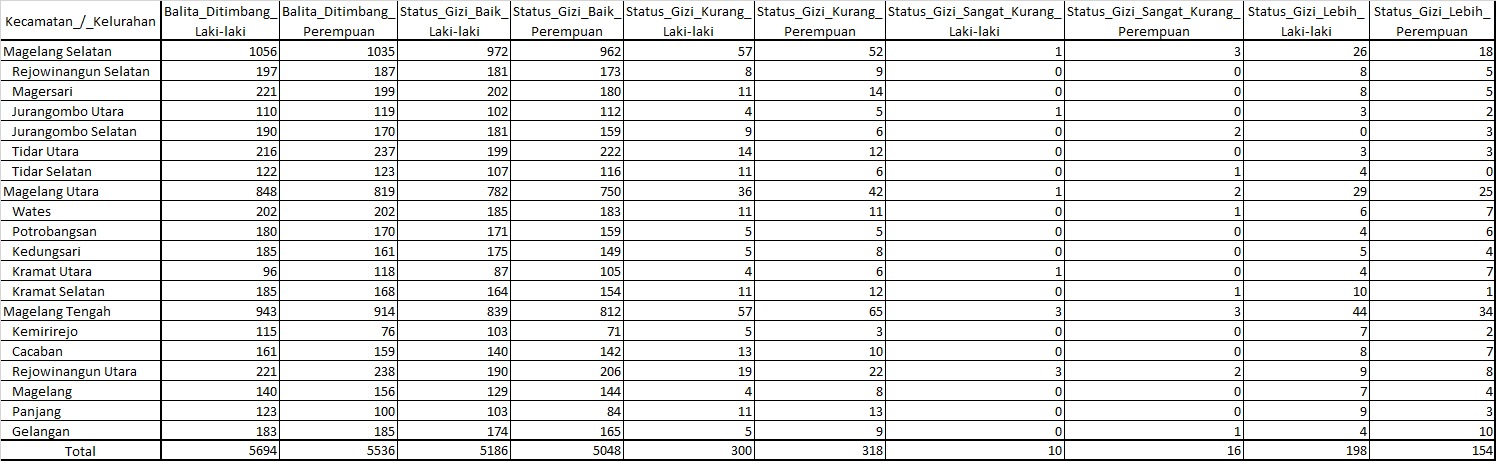 Kecamatan_/_Kelurahan Balita_Ditimbang_ Balita_Ditimbang_ Status_Gizi_Baik_ Status_Gizi_Baik_ Status_Gizi_Kurang_ Status_Gizi_Kurang_ Status_Gizi_Sangat_Kurang_ Status_Gizi_Sangat_Kurang_ Status_Gizi_Lebih_ Status_Gizi_Lebih_
Laki-laki Perempuan Laki-laki Perempuan Laki-laki Perempuan Laki-laki Perempuan Laki-laki Perempuan
Magelang Selatan 1056 1035 972 962 57 52 1 3 26 18
Rejowinangun Selatan 197 187 181 173 8 9 0 0 8 5
Magersari 221 199 202 180 11 14 0 0 8 5
Jurangombo Utara 110 119 102 112 4 5 1 0 3 2
Jurangombo Selatan 190 170 181 159 9 6 0 2 0 3
Tidar Utara 216 237 199 222 14 12 0 0 3 3
Tidar Selatan 122 123 107 116 11 6 0 1 4 0
Magelang Utara 848 819 782 750 36 42 1 2 29 25
Wates 202 202 185 183 11 11 0 1 6 7
Potrobangsan 180 170 171 159 5 5 0 0 4 6
Kedungsari 185 161 175 149 5 8 0 0 5 4
Kramat Utara 96 118 87 105 4 6 1 0 4 7
Kramat Selatan 185 168 164 154 11 12 0 1 10 1
Magelang Tengah 943 914 839 812 57 65 3 3 44 34
Kemirirejo 115 76 103 71 5 3 0 0 7 2
Cacaban 161 159 140 142 13 10 0 0 8 7
Rejowinangun Utara 221 238 190 206 19 22 3 2 9 8
Magelang 140 156 129 144 4 8 0 0 7 4
Panjang 123 100 103 84 11 13 0 0 9 3
Gelangan 183 185 174 165 5 9 0 1 4 10
Total 5694 5536 5186 5048 300 318 10 16 198 154